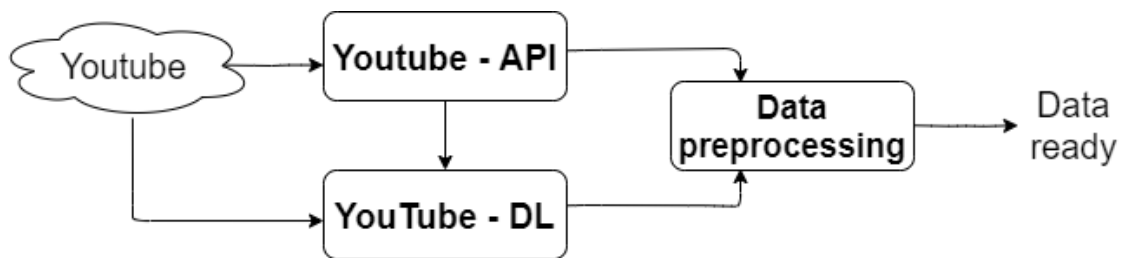 Youtube
Youtube - API
Data
preprocessing
Data
ready
YouTube - DL